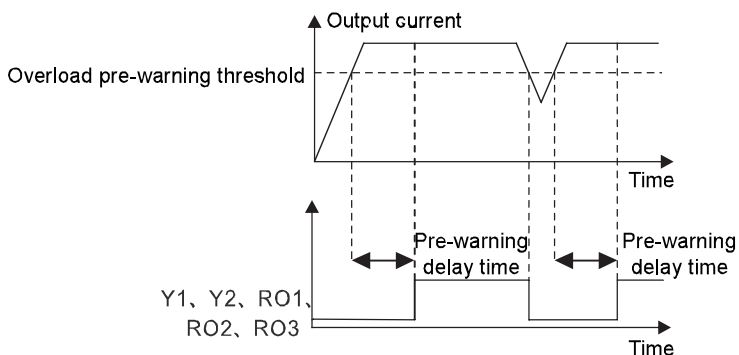 Output current
Overload pre-warning threshold
Time
Pre-warning
delay time
Pre-warning
delay time
Y1、Y2、RO1、
RO2、RO3
Time